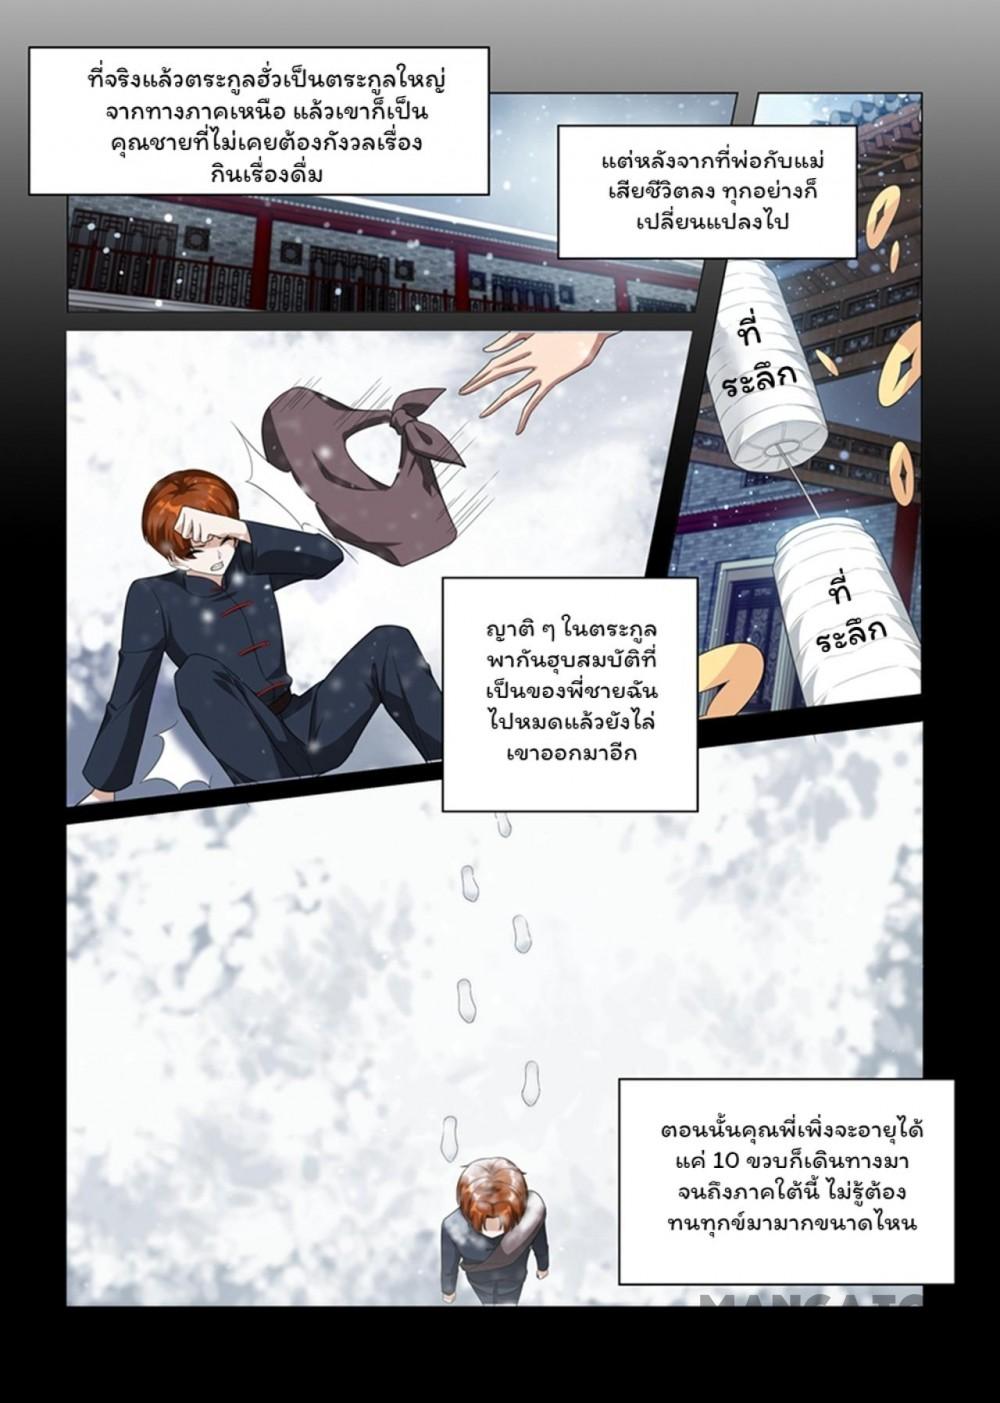 ที่จริงแล้วตระกูลฮั่วเป็นตระกูลใหญ่
จากทางภาคเหนือ แล้วเขาก็เป็น
คุณชายที่ไม่เคยต้องกังวลเรื่อง
กินเรื่องดื่ม
แต่หลังจากที่พ่อกับแม่
เสียชีวิตลง ทุกอย่างก็
เปลี่ยนแปลงไป
ที่
ระลึก
ที่
ระลึก
ญาติ ๆ ในตระกูล
พากันฮุบสมบัติที่
เป็นของพี่ชายฉัน
ไปหมดแล้วยังไล่
เขาออกมาอีก
ตอนนั้นคุณพี่เพิ่งจะอายุได้
แค่ 10 ขวบก็เดินทางมา
จนถึงภาคใต้นี้ ไม่รู้ต้อง
ทนทุกข์มามากขนาดไหน